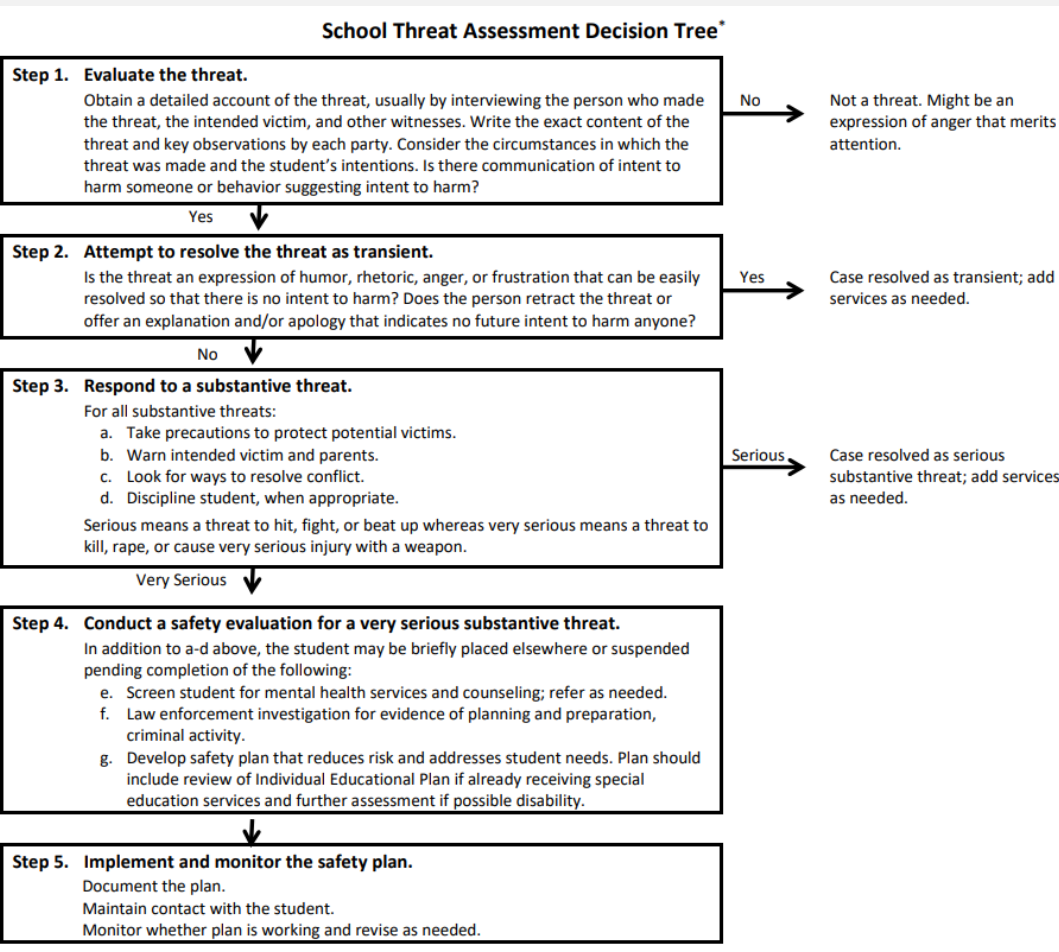 School Threat Assessment Decision Tree*
Step 1. Evaluate the threat.
Obtain a detailed account of the threat, usually by interviewing the person who made
the threat, the intended victim, and other witnesses. Write the exact content of the
threat and key observations by each party. Consider the circumstances in which the
threat was made and the student's intentions. Is there communication of intent to
harm someone or behavior suggesting intent to harm?
No
Not a threat. Might be an
expression of anger that merits
attention.
Yes
Step 2. Attempt to resolve the threat as transient.
Is the threat an expression of humor, rhetoric, anger, or frustration that can be easily
resolved so that there is no intent to harm? Does the person retract the threat or
offer an explanation and/or apology that indicates no future intent to harm anyone?
Yes
Case resolved as transient; add
services as needed.
No
Step 3. Respond to a substantive threat.
For all substantive threats:
a. Take precautions to protect potential victims.
b. Warn intended victim and parents.
c. Look for ways to resolve conflict.
d. Discipline student, when appropriate.
Serious means a threat to hit, fight, or beat up whereas very serious means a threat to
kill, rape, or cause very serious injury with a weapon.
Serious
Case resolved as serious
substantive threat; add services
as needed.
Very Serious
Step 4. Conduct a safety evaluation for a very serious substantive threat.
In addition to a-d above, the student may be briefly placed elsewhere or suspended
pending completion of the following:
e. Screen student for mental health services and counseling; refer as needed.
f. Law enforcement investigation for evidence of planning and preparation,
criminal activity.
g. Develop safety plan that reduces risk and addresses student needs. Plan should
include review of Individual Educational Plan if already receiving special
education services and further assessment if possible disability.
Step 5. Implement and monitor the safety plan.
Document the plan.
Maintain contact with the student.
Monitor whether plan is working and revise as needed.